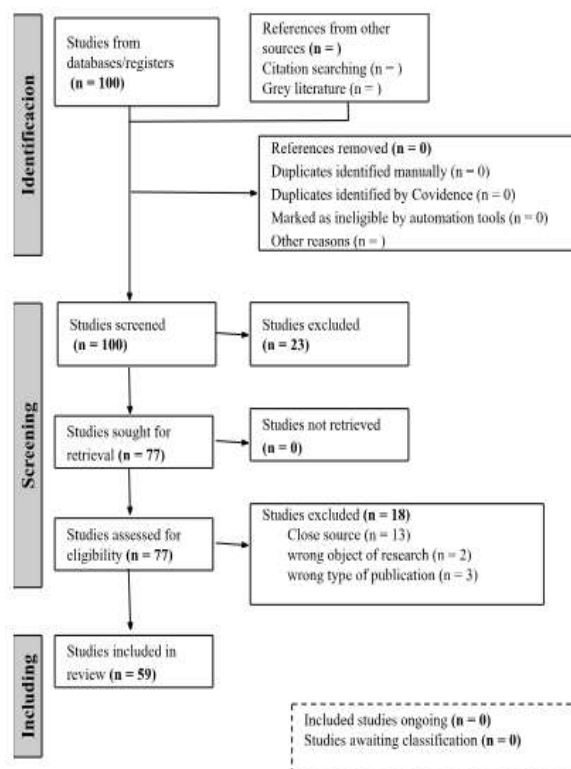 Identificacion
Studies from
databases/registers
(n = 100)
References from other
sources (n = )
Citation searching (n = )
Grey literature (n = )
References removed (n = 0)
Duplicates identified manually (n = 0)
Duplicates identified by Covidence (n = 0)
Marked as ineligible by automation tools (n = 0)
Other reasons (n = )
Screening
Studies screened
(n = 100)
Studies excluded
(n = 23)
Studies sought for
retrieval (n = 77)
Studies not retrieved
(n = 0)
Studies assessed for
eligibility (n = 77)
Studies excluded (n = 18)
Close source (n = 13)
wrong object of research (n = 2)
wrong type of publication (n = 3)
Including
Studies included in
review (n = 59)
Included studies ongoing (n = 0)
Studies awaiting classification (n = 0)